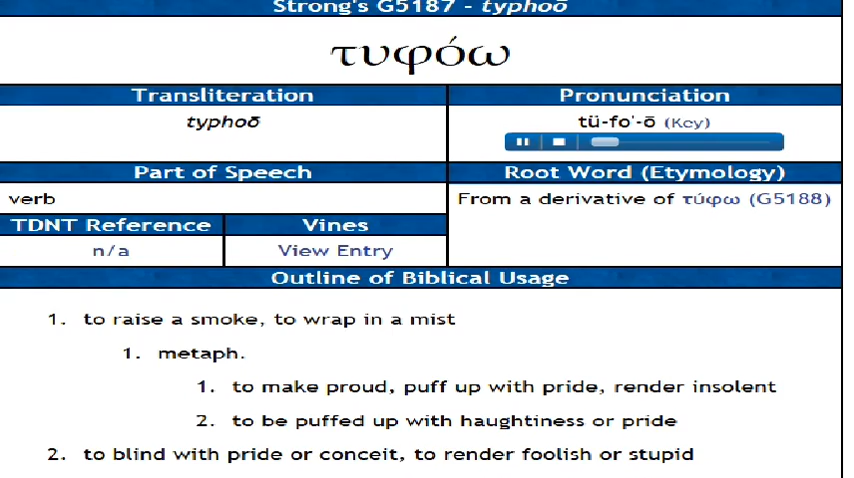 Strong's G5187 - typhoō
τυφόω
Transliteration
Pronunciation
typhoō
tü-fo'-ō (Key)
Part of Speech
Root Word (Etymology)
verb
From a derivative of τύφω (G5188)
TDNT Reference
Vines
n/a
View Entry
Outline of Biblical Usage
1. to raise a smoke, to wrap in a mist
1. metaph.
1. to make proud, puff up with pride, render insolent
2. to be puffed up with haughtiness or pride
2. to blind with pride or conceit, to render foolish or stupid